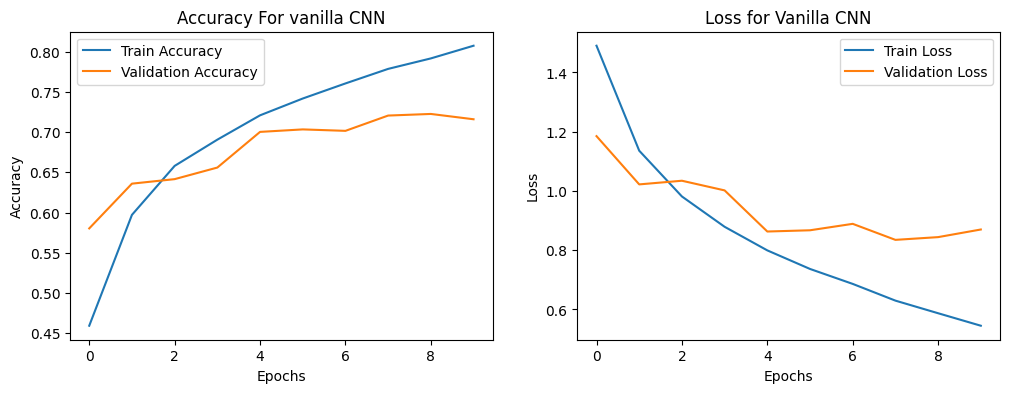 Accuracy For vanilla CNN
Train Accuracy
Validation Accuracy
0.80
0.75
0.70
0.65
0.60
0.55
0.50
0.45
Accuracy
0 2 4 6 8
Epochs
Loss for Vanilla CNN
Train Loss
Validation Loss
1.4
1.2
1.0
0.8
0.6
Loss
0 2 4 6 8
Epochs